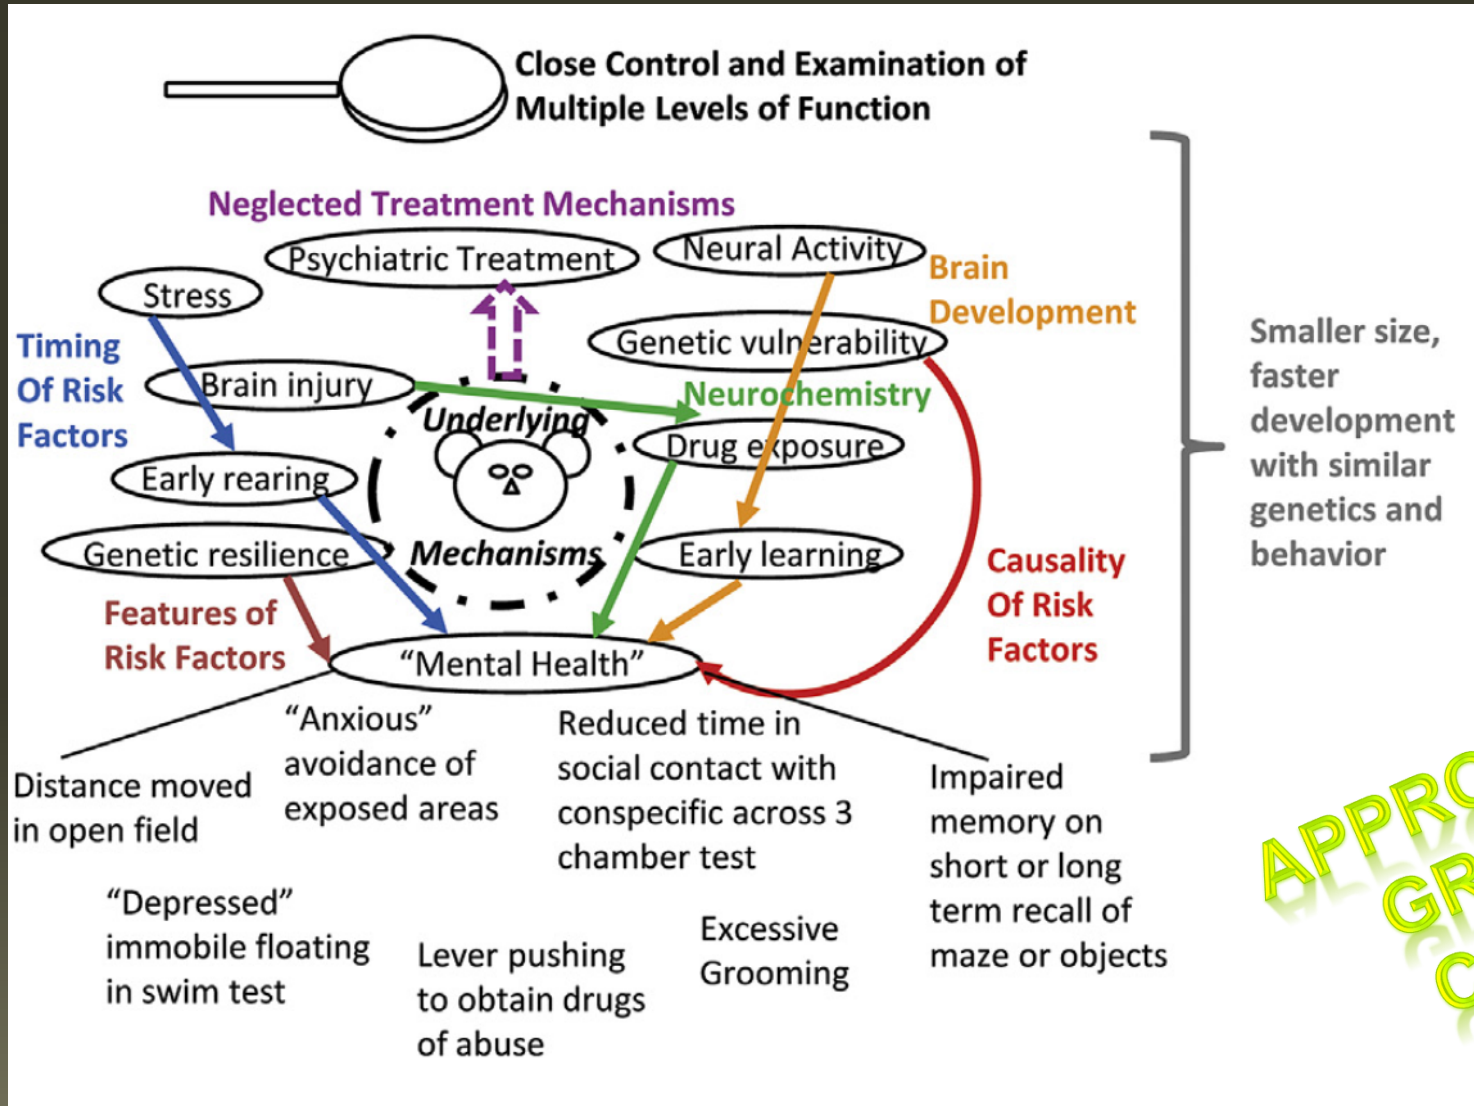 Close Control and Examination of
Multiple Levels of Function
Neglected Treatment Mechanisms
Psychiatric Treatment
Neural Activity
Brain
Development
Stress
Genetic vulnerability
Timing
Of Risk
Factors
Brain injury
Neurochemistry
Underlying
Drug exposure
Early rearing
Genetic resilience
Mechanisms
Early learning
Features of
Risk Factors
Causality
Of Risk
Factors
“Mental Health”
Smaller size,
faster
development
with similar
genetics and
behavior
Distance moved
in open field
“Anxious”
avoidance of
exposed areas
Reduced time in
social contact with
conspecific across 3
chamber test
Impaired
memory on
short or long
term recall of
maze or objects
“Depressed”
immobile floating
in swim test
Lever pushing
to obtain drugs
of abuse
Excessive
Grooming